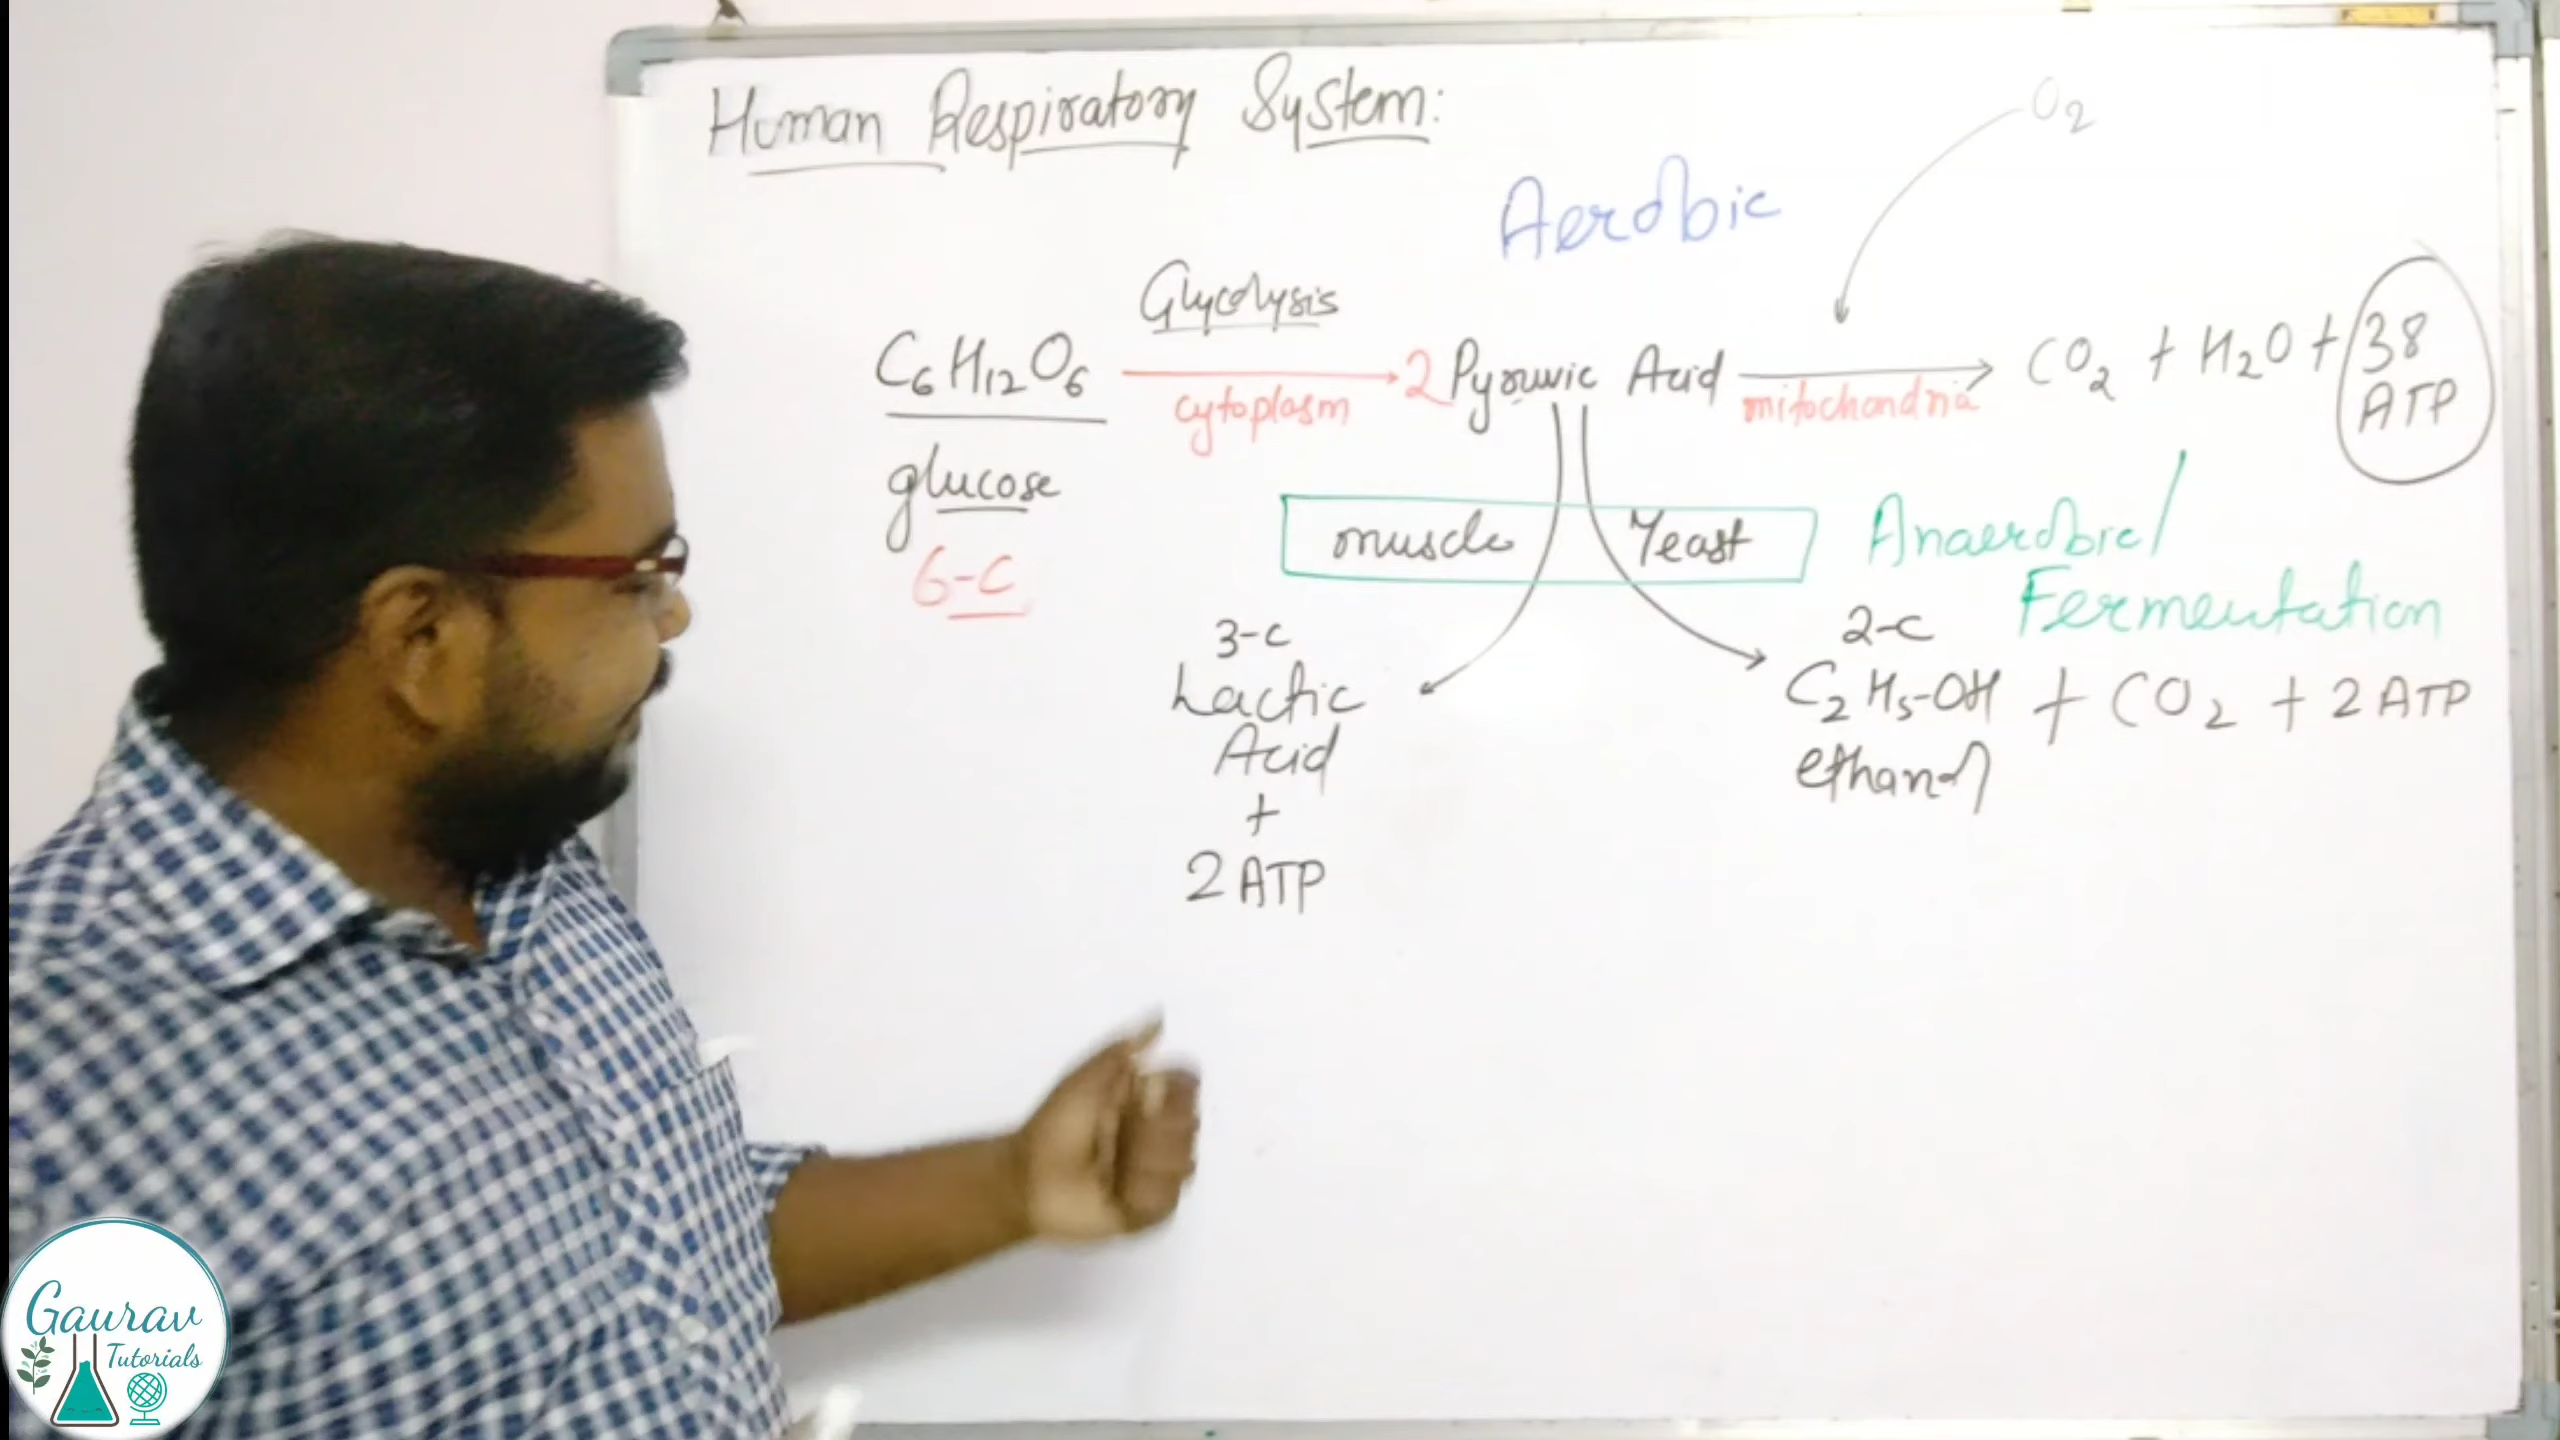 Human Respiratory System:
O2
Aerobic
Glycolysis
C6H12O6
cytoplasm
2 Pyruvic Acid
mitochondria
CO2 + H2O + 38
ATP
glucose
6-C
muscle
Yeast
Anaerobic/
Fermentation
3-C
Lactic
Acid
+
2 ATP
2-C
C2H5-OH + CO2 + 2 ATP
ethanol
Gaurav
Tutorials